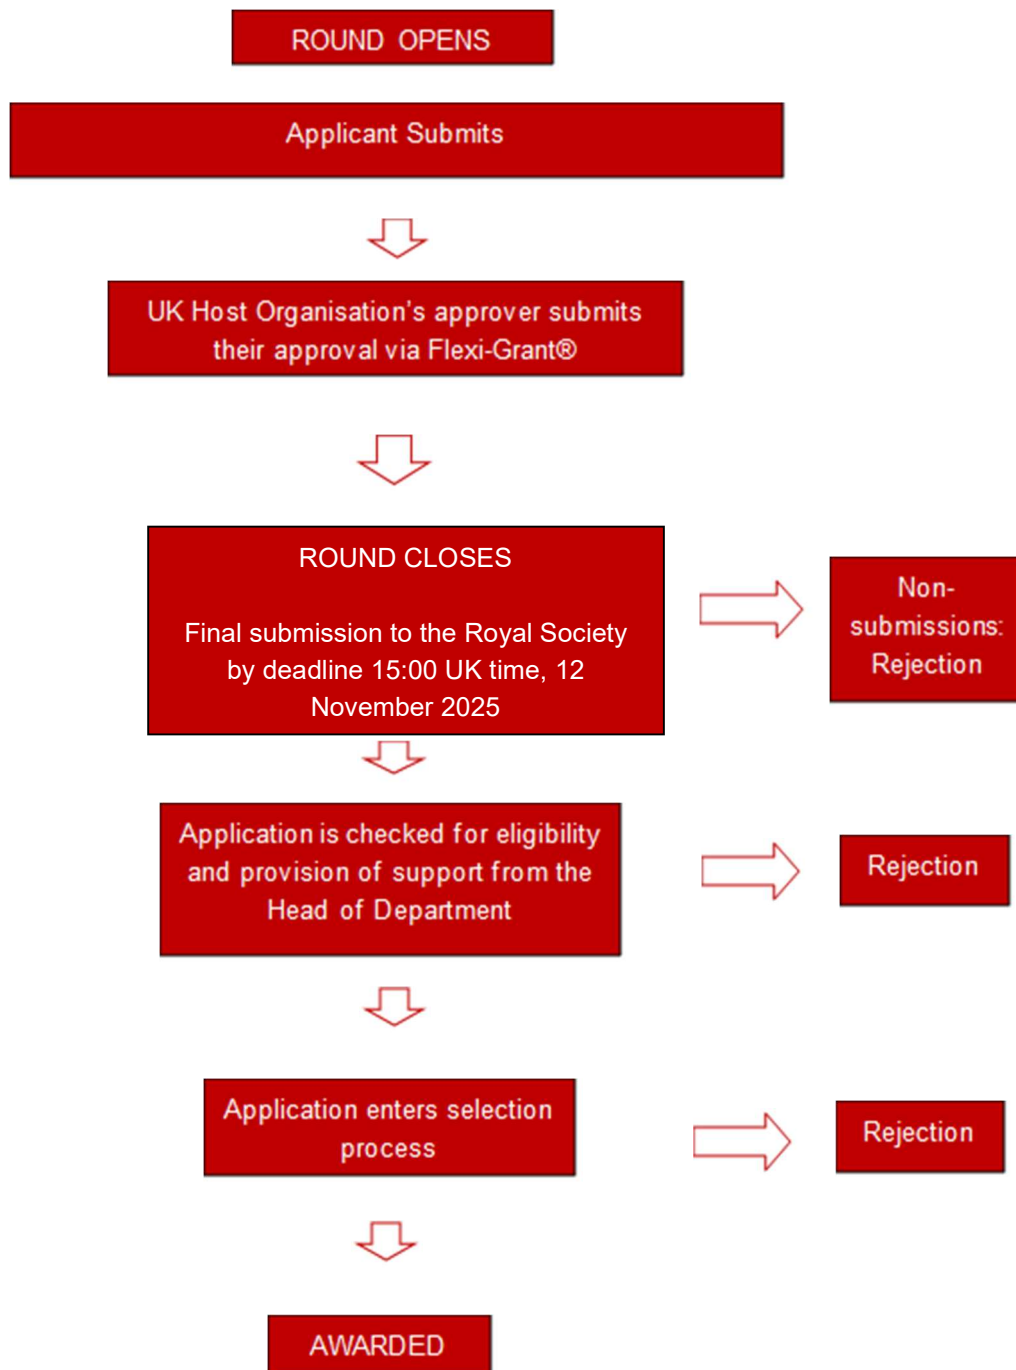 ROUND OPENS
Applicant Submits
UK Host Organisation's approver submits
their approval via Flexi-Grant®
ROUND CLOSES
Final submission to the Royal Society
by deadline 15:00 UK time, 12
November 2025
Non-
submissions:
Rejection
Application is checked for eligibility
and provision of support from the
Head of Department
Rejection
Application enters selection
process
Rejection
AWARDED